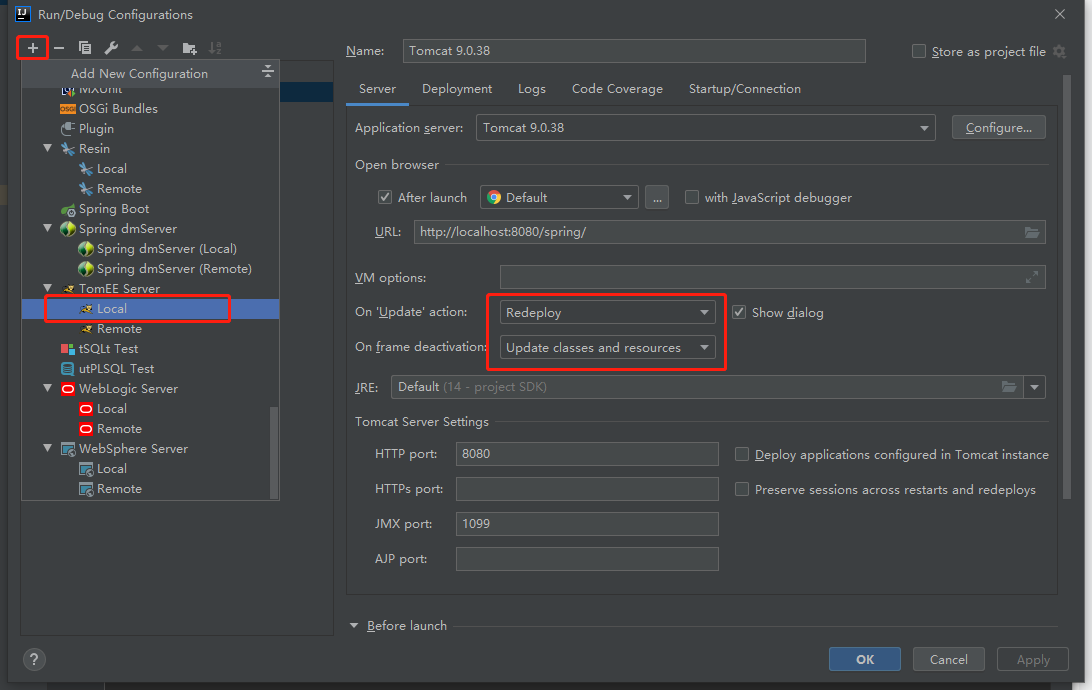 Run/Debug Configurations
Add New Configuration
MXUnit
OSGi Bundles
Plugin
Resin
Local
Remote
Spring Boot
Spring dmServer
Spring dmServer (Local)
Spring dmServer (Remote)
TomEE Server
Local
Remote
tSQLt Test
utPLSQL Test
WebLogic Server
Local
Remote
WebSphere Server
Local
Remote
Name: Tomcat 9.0.38 Store as project file
Server Deployment Logs Code Coverage Startup/Connection
Application server: Tomcat 9.0.38 Configure...
Open browser
After launch Default ... with JavaScript debugger
URL: http://localhost:8080/spring/
VM options:
On 'Update' action: Redeploy Show dialog
On frame deactivation: Update classes and resources
JRE: Default (14 - project SDK)
Tomcat Server Settings
HTTP port: 8080 Deploy applications configured in Tomcat instance
HTTPs port: Preserve sessions across restarts and redeploys
JMX port: 1099
AJP port:
Before launch
? OK Cancel Apply